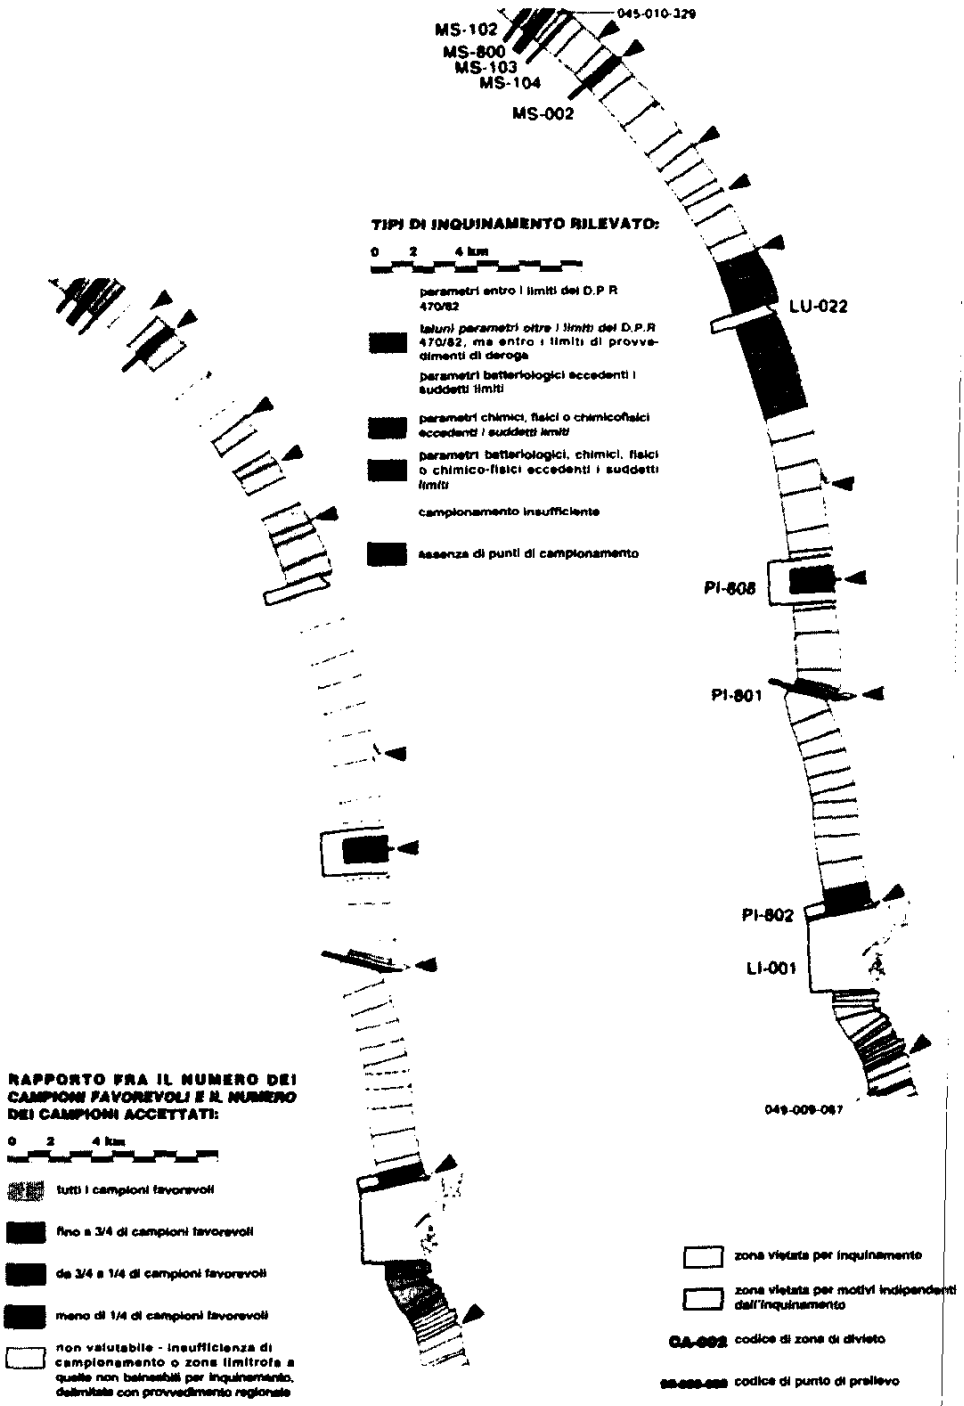 045-010-329
MS-102
MS-800
MS-103
MS-104
MS-002
TIPI DI INQUINAMENTO RILEVATO:
0 2 4 km
parametri entro i limiti del D.P.R
470/82
taluni parametri oltre i limiti del D.P.R
470/82, ma entro i limiti di provve-
dimenti di deroga
parametri batteriologici eccedenti i
suddetti limiti
parametri chimici, fisici o chimicofisici
eccedenti i suddetti limiti
parametri batteriologici, chimici, fisici
o chimico-fisici eccedenti i suddetti
limiti
campionamento insufficiente
assenza di punti di campionamento
LU-022
PI-608
PI-801
PI-802
LI-001
049-009-067
RAPPORTO FRA IL NUMERO DEI
CAMPIONI FAVOREVOLI E IL NUMERO
DEI CAMPIONI ACCETTATI:
0 2 4 km
tutti i campioni favorevoli
fino a 3/4 di campioni favorevoli
da 3/4 a 1/4 di campioni favorevoli
meno di 1/4 di campioni favorevoli
non valutabile - insufficienza di
campionamento o zona limitrofa a
quelle non balneabili per inquinamento,
delimitate con provvedimento regionale
zona vietata per inquinamento
zona vietata per motivi indipendenti
dall'inquinamento
CA-002 codice di zona di divieto
codice di punto di prelievo